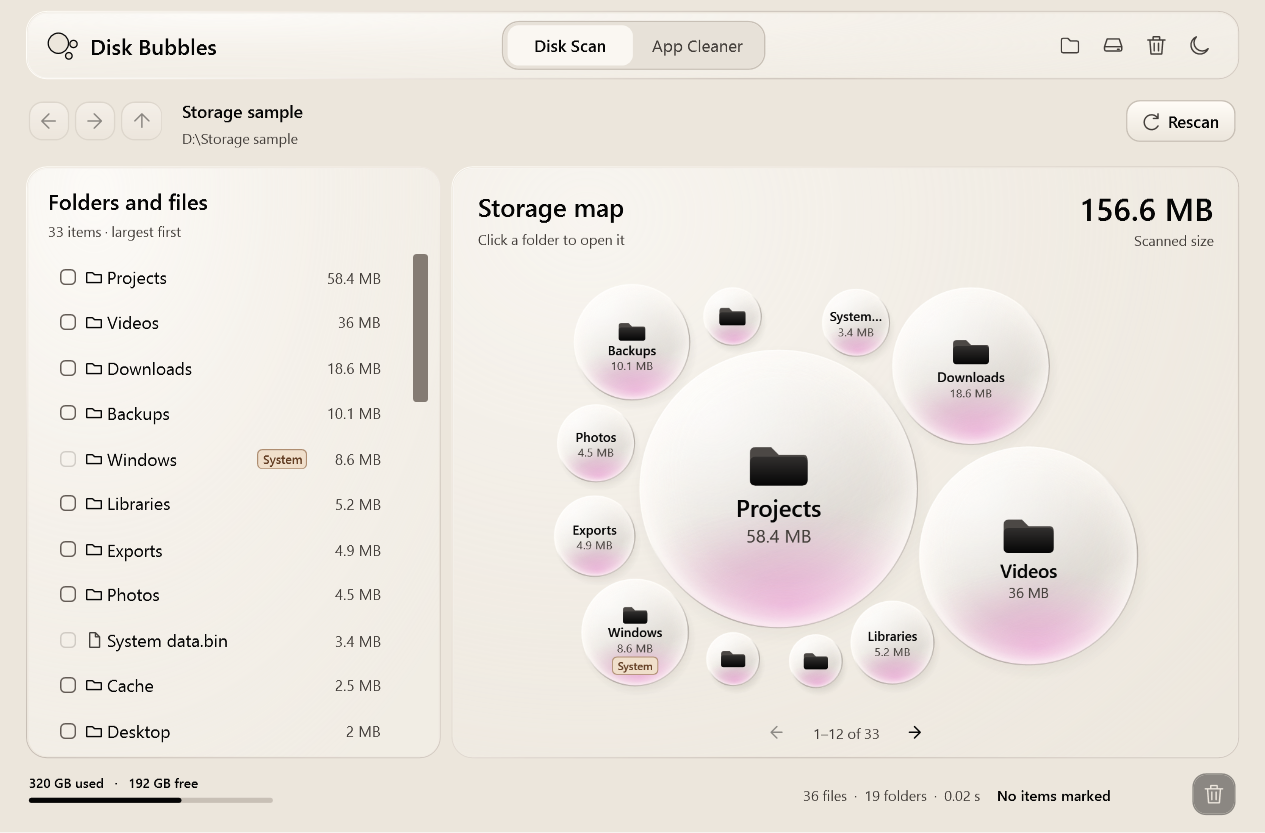 Disk Bubbles
Disk Scan
App Cleaner
Storage sample
D:\Storage sample
Rescan
Folders and files
33 items · largest first
Projects 58.4 MB
Videos 36 MB
Downloads 18.6 MB
Backups 10.1 MB
Windows System 8.6 MB
Libraries 5.2 MB
Exports 4.9 MB
Photos 4.5 MB
System data.bin 3.4 MB
Cache 2.5 MB
Desktop 2 MB
Storage map
Click a folder to open it
156.6 MB
Scanned size
Backups
10.1 MB
System...
3.4 MB
Downloads
18.6 MB
Photos
4.5 MB
Projects
58.4 MB
Exports
4.9 MB
Videos
36 MB
Windows
8.6 MB
System
Libraries
5.2 MB
1–12 of 33
320 GB used · 192 GB free
36 files · 19 folders · 0.02 s No items marked